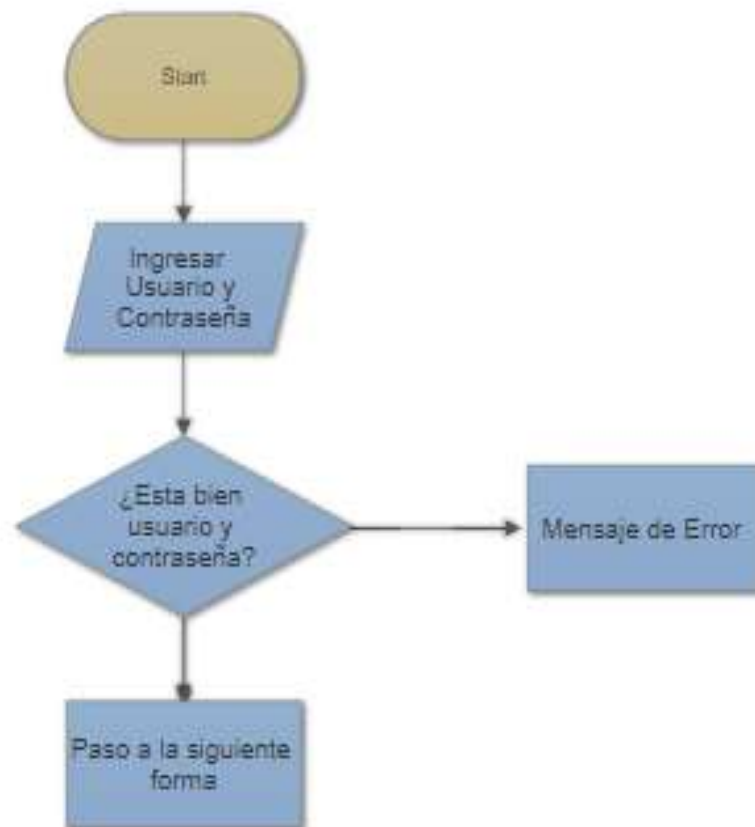 Start
Ingresar
Usuario y
Contraseña
¿Esta bien
usuario y
contraseña?
Mensaje de Error
Paso a la siguiente
forma